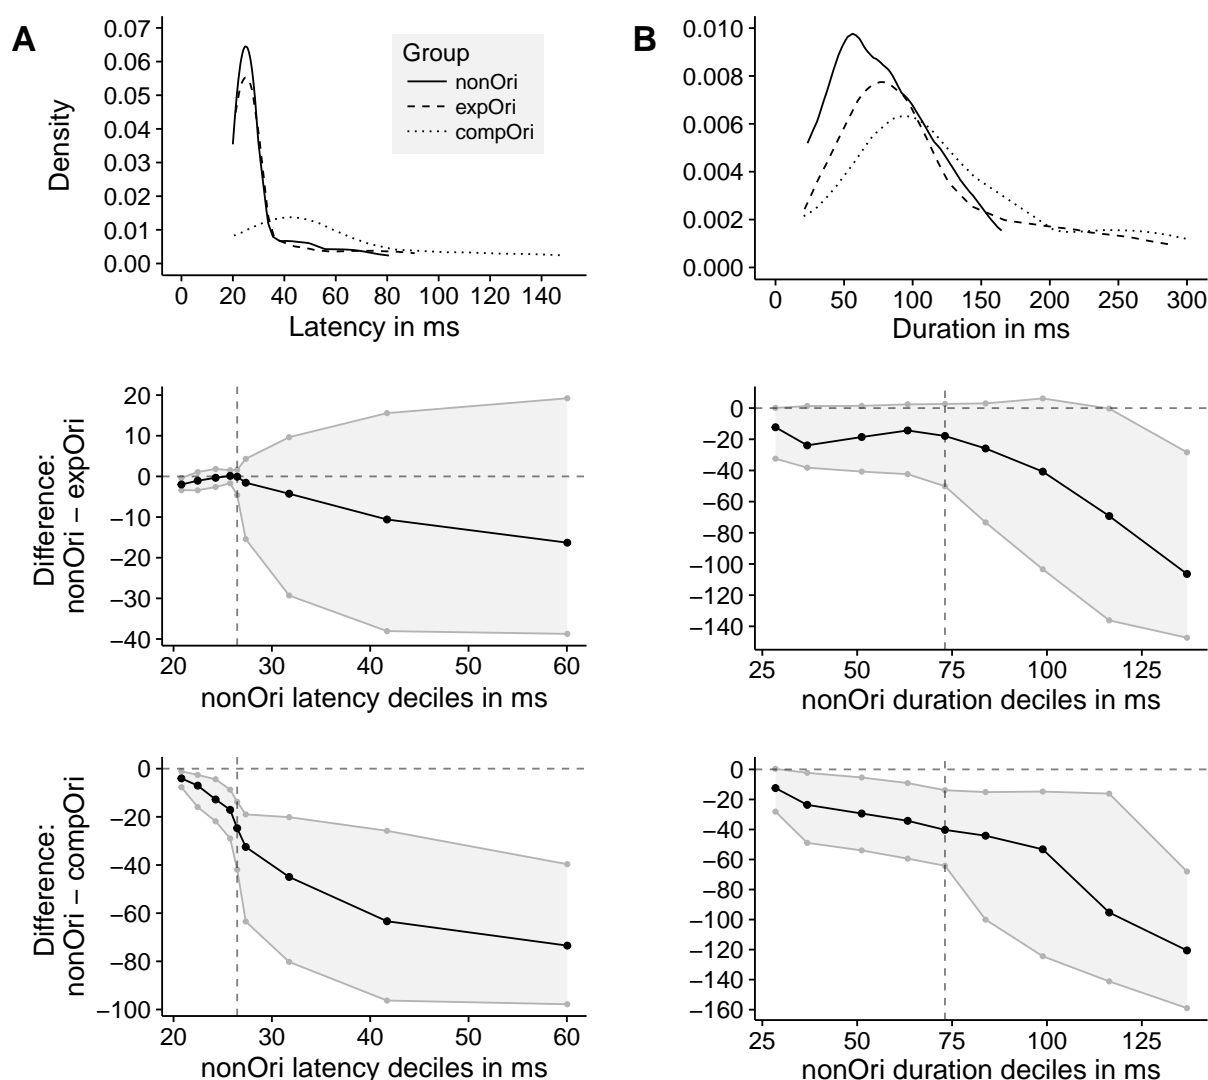 A
0.07
0.06
0.05
0.04
0.03
0.02
0.01
0.00
Density
Group
nonOri
expOri
compOri
0 20 40 60 80 100 120 140
Latency in ms
B
0.010
0.008
0.006
0.004
0.002
0.000
0 50 100 150 200 250 300
Duration in ms
20
10
0
−10
−20
−30
−40
Difference:
nonOri − expOri
20 30 40 50 60
nonOri latency deciles in ms
0
−20
−40
−60
−80
−100
−120
−140
25 50 75 100 125
nonOri duration deciles in ms
0
−20
−40
−60
−80
−100
Difference:
nonOri − compOri
20 30 40 50 60
nonOri latency deciles in ms
0
−20
−40
−60
−80
−100
−120
−140
−160
25 50 75 100 125
nonOri duration deciles in ms